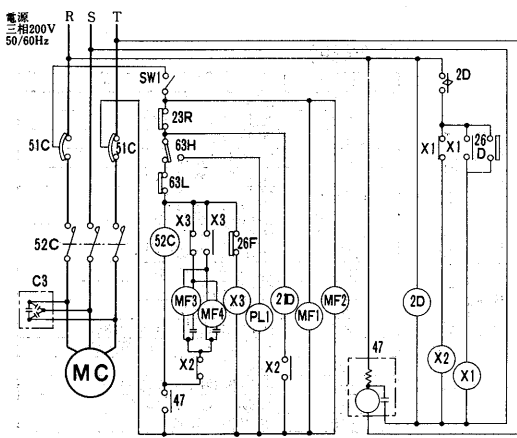 電源
三相200V
50/60Hz
R S T
SW1
2D
23R
51C
51C
63H
X1
X1
26
D
63L
X3
X3
52C
52C
26F
C3
MF3
MF4
X3
PL1
21D
MF1
MF2
2D
X2
X2
47
47
X2
X1
MC